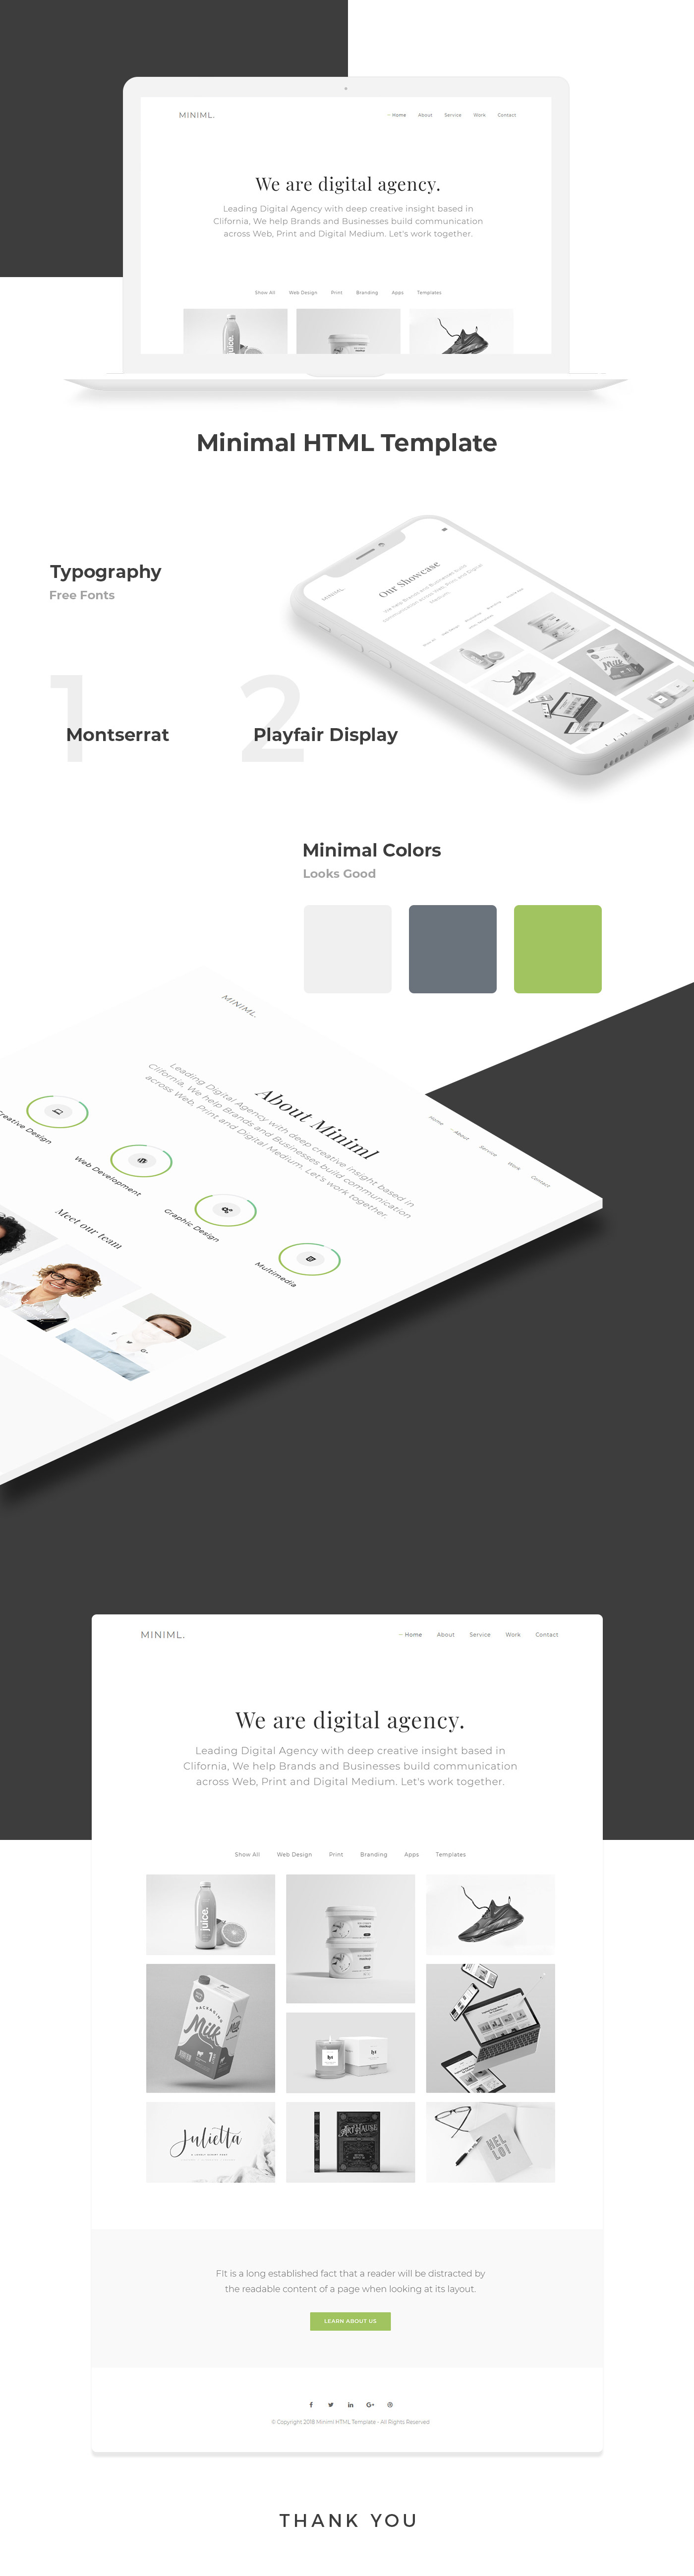 MINIML.
Home About Service Work Contact
We are digital agency.
Leading Digital Agency with deep creative insight based in
Clifornia, We help Brands and Businesses build communication
across Web, Print and Digital Medium. Let's work together.
Show All Web Design Print Branding Apps Templates
juice.
Minimal HTML Template
Typography
Free Fonts
1
Montserrat
2
Playfair Display
MINIML.
Our Showcase
Milk
Minimal Colors
Looks Good
MINIML.
Home About Service Work Contact
About Miniml
Leading Digital Agency with deep creative insight based in
Clifornia, We help Brands and Businesses build communication
across Web, Print and Digital Medium. Let's work together.
Creative Design
Web Development
Graphic Design
Multimedia
Meet our team
MINIML.
Home About Service Work Contact
We are digital agency.
Leading Digital Agency with deep creative insight based in
Clifornia, We help Brands and Businesses build communication
across Web, Print and Digital Medium. Let's work together.
Show All Web Design Print Branding Apps Templates
juice.
PACKAGING
Milk
Julietta
ART HAUSE
NEL
LOI
FIt is a long established fact that a reader will be distracted by
the readable content of a page when looking at its layout.
LEARN ABOUT US
© Copyright 2018 Miniml HTML Template - All Rights Reserved
THANK YOU